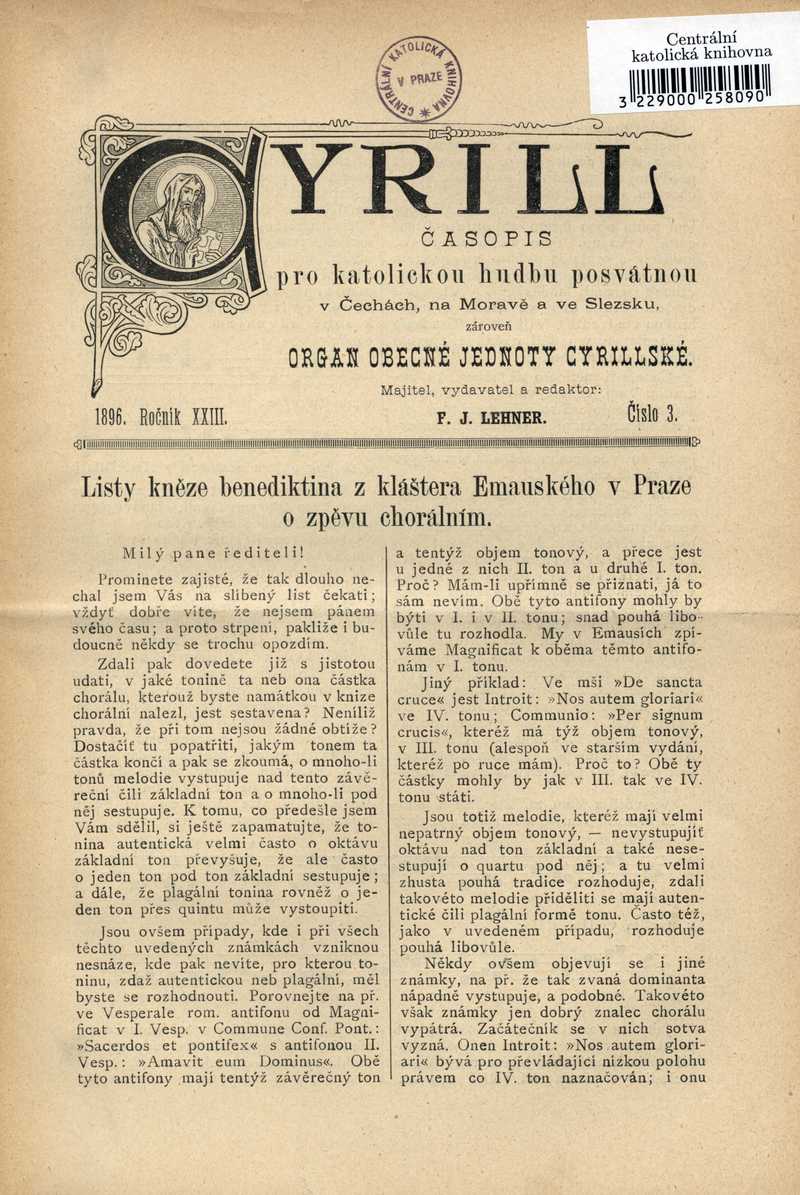 Centrální
katolická knihovna
3 229000 258090
CENTRÁLNÍ KATOLICKÁ KNIHOVNA
V PRAZE
CYRILL
ČASOPIS
pro katolickou hudbu posvátnou
v Čechách, na Moravě a ve Slezsku,
zároveň
ORGAN OBECNÉ JEDNOTY CYRILLSKÉ.
Majitel, vydavatel a redaktor:
1896. Ročník XXIII. F. J. LEHNER. Číslo 3.
Listy kněze benediktina z kláštera Emauského v Praze
o zpěvu chorálním.
Milý pane řediteli!
Prominete zajisté, že tak dlouho ne-
chal jsem Vás na slíbený list čekati;
vždyť dobře víte, že nejsem pánem
svého času; a proto strpení, pakliže i bu-
doucně někdy se trochu opozdím.
Zdali pak dovedete již s jistotou
udati, v jaké tonině ta neb ona částka
chorálu, kterouž byste namátkou v knize
chorální nalezl, jest sestavena? Neníliž
pravda, že při tom nejsou žádné obtíže?
Dostačíť tu popatřiti, jakým tonem ta
částka končí a pak se zkoumá, o mnoho-li
tonů melodie vystupuje nad tento závě-
reční čili základní ton a o mnoho-li pod
něj sestupuje. K tomu, co předešle jsem
Vám sdělil, si ještě zapamatujte, že to-
nina autentická velmi často o oktávu
základní ton převyšuje, že ale často
o jeden ton pod ton základní sestupuje;
a dále, že plagální tonina rovněž o je-
den ton přes quintu může vystoupiti.
Jsou ovšem případy, kde i při všech
těchto uvedených známkách vzniknou
nesnáze, kde pak nevíte, pro kterou to-
ninu, zdaž autentickou neb plagální, měl
byste se rozhodnouti. Porovnejte na př.
ve Vesperale rom. antifonu od Magni-
ficat v I. Vesp. v Commune Conf. Pont.:
»Sacerdos et pontifex« s antifonou II.
Vesp.: »Amavit eum Dominus«. Obě
tyto antifony mají tentýž závěrečný ton
a tentýž objem tonový, a přece jest
u jedné z nich II. ton a u druhé I. ton.
Proč? Mám-li upřímně se přiznati, já to
sám nevím. Obě tyto antifony mohly by
býti v I. i v II. tonu; snad pouhá libo-
vůle tu rozhodla. My v Emausích zpí-
váme Magnificat k oběma těmto antifo-
nám v I. tonu.
Jiný příklad: Ve mši »De sancta
cruce« jest Introit: »Nos autem gloriari«
ve IV. tonu; Communio: »Per signum
crucis«, kteréž má týž objem tonový,
v III. tonu (alespoň ve starším vydání,
kteréž po ruce mám). Proč to? Obě ty
částky mohly by jak v III. tak ve IV.
tonu státi.
Jsou totiž melodie, kteréž mají velmi
nepatrný objem tonový, — nevystupujíť
oktávu nad ton základní a také nese-
stupují o quartu pod něj; a tu velmi
zhusta pouhá tradice rozhoduje, zdali
takovéto melodie přiděliti se mají auten-
tické čili plagální formě tonu. Často též,
jako v uvedeném případu, rozhoduje
pouhá libovůle.
Někdy ovšem objevují se i jiné
známky, na př. že tak zvaná dominanta
nápadně vystupuje, a podobné. Takovéto
však známky jen dobrý znalec chorálu
vypátrá. Začátečník se v nich sotva
vyzná. Onen Introit: »Nos autem glori-
ari« bývá pro převládající nízkou polohu
právem co IV. ton naznačován; i onu